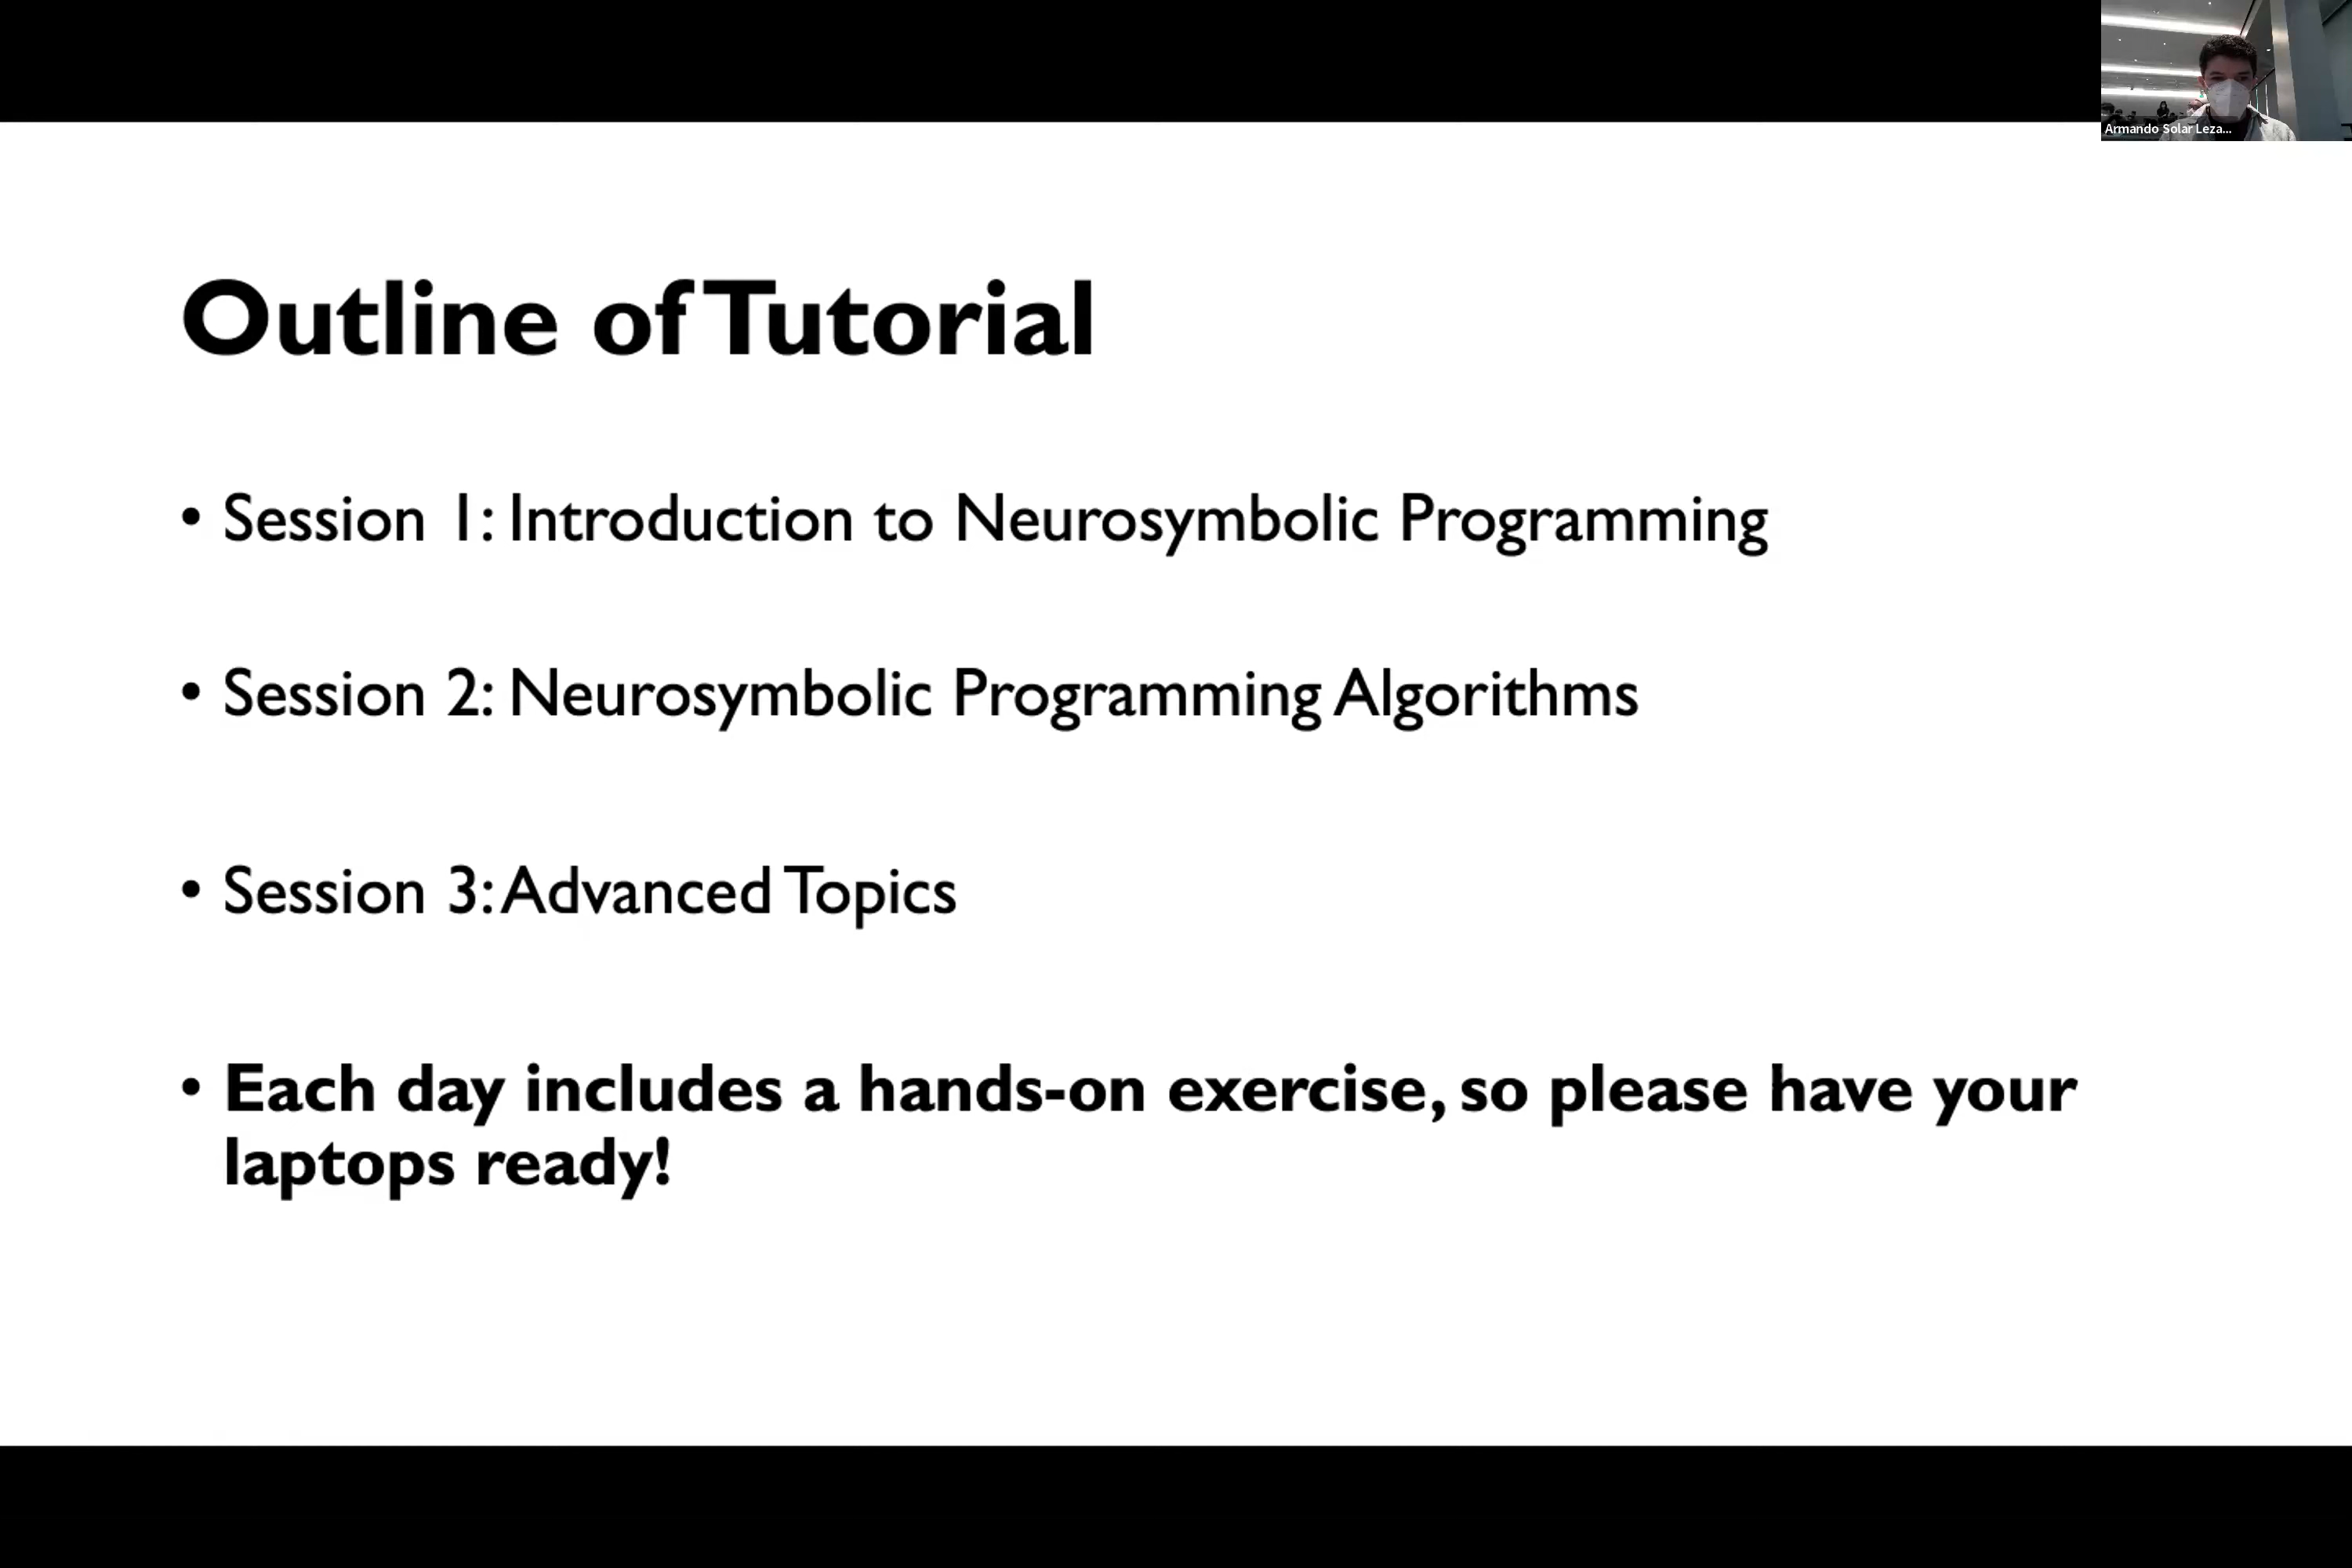 Armando Solar Leza...
Outline of Tutorial
• Session 1: Introduction to Neurosymbolic Programming
• Session 2: Neurosymbolic Programming Algorithms
• Session 3: Advanced Topics
• Each day includes a hands-on exercise, so please have your
laptops ready!